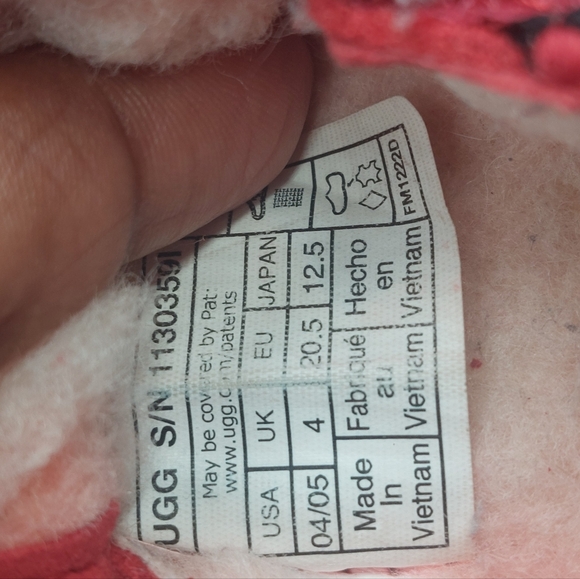 UGG S/N 1130359I
May be covered by Pat:
www.ugg.com/patents
USA UK EU JAPAN
04/05 4 20.5 12.5
Made In Vietnam
Fabriqué au Vietnam
Hecho en Vietnam
FM1222D